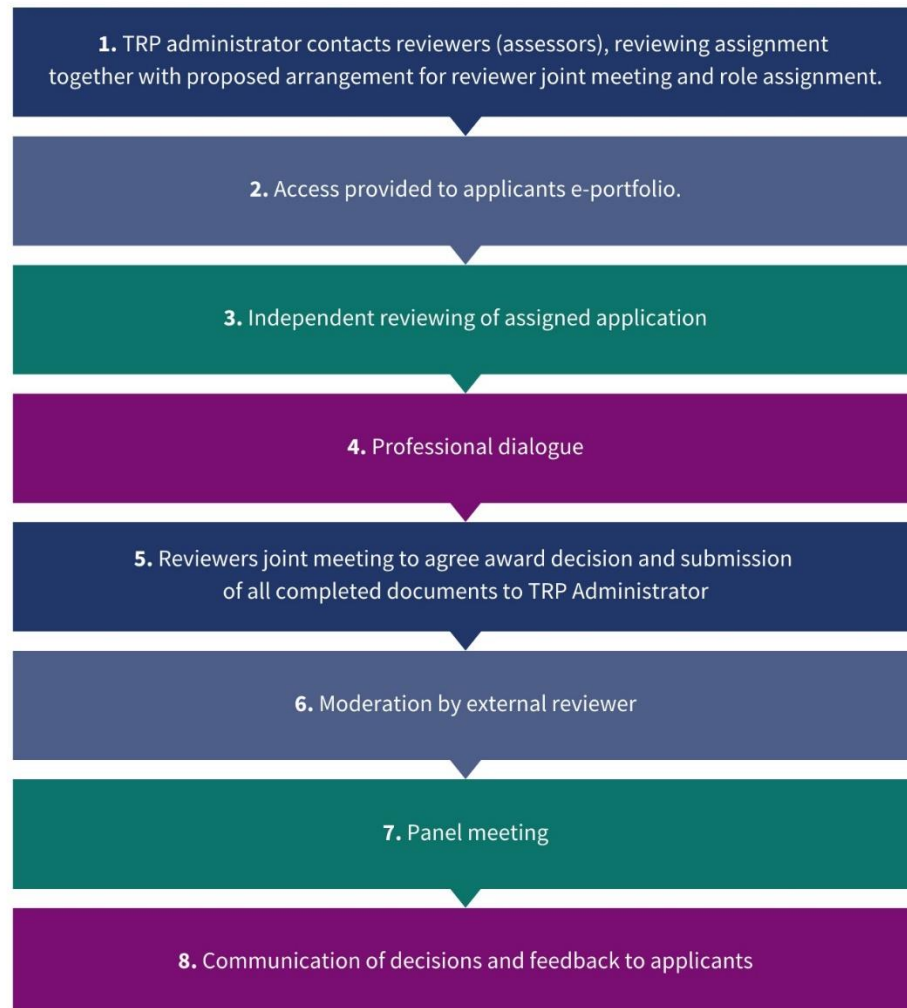 1. TRP administrator contacts reviewers (assessors), reviewing assignment
together with proposed arrangement for reviewer joint meeting and role assignment.
2. Access provided to applicants e-portfolio.
3. Independent reviewing of assigned application
4. Professional dialogue
5. Reviewers joint meeting to agree award decision and submission
of all completed documents to TRP Administrator
6. Moderation by external reviewer
7. Panel meeting
8. Communication of decisions and feedback to applicants